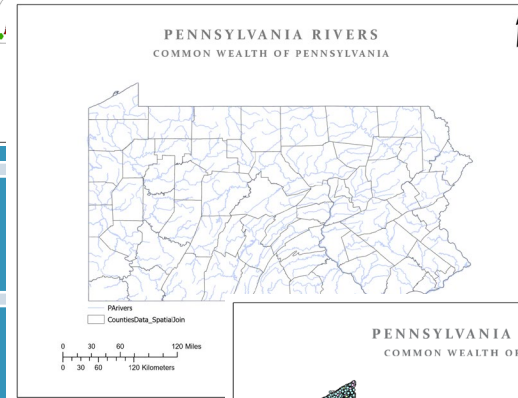 PENNSYLVANIA RIVERS
COMMON WEALTH OF PENNSYLVANIA
PArivers
CountiesData_SpatialJoin
0 30 60 120 Miles
0 30 60 120 Kilometers
PENNSYLVANIA
COMMON WEALTH OF